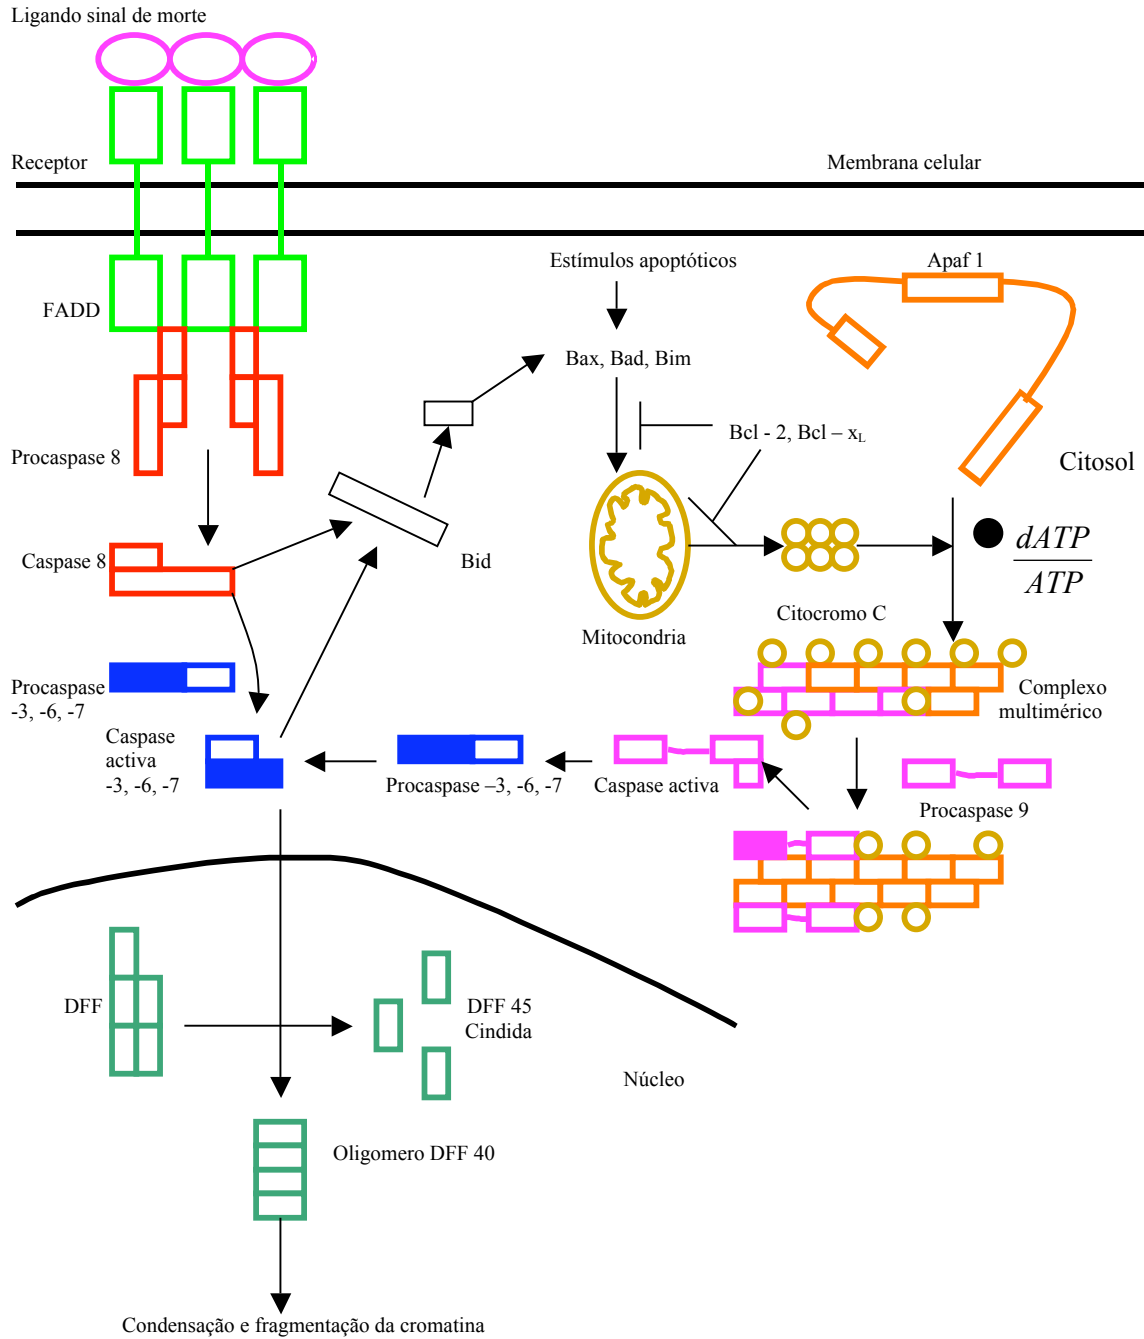 Ligando sinal de morte
Receptor
Membrana celular
Estímulos apoptóticos
Apaf 1
FADD
Bax, Bad, Bim
Bcl - 2, Bcl – xL
Procaspase 8
Citosol
Caspase 8
Bid
dATP
ATP
Citocromo C
Mitocondria
Procaspase
-3, -6, -7
Complexo
multimérico
Caspase
activa
-3, -6, -7
Procaspase –3, -6, -7
Caspase activa
Procaspase 9
DFF
DFF 45
Cindida
Núcleo
Oligomero DFF 40
Condensação e fragmentação da cromatina